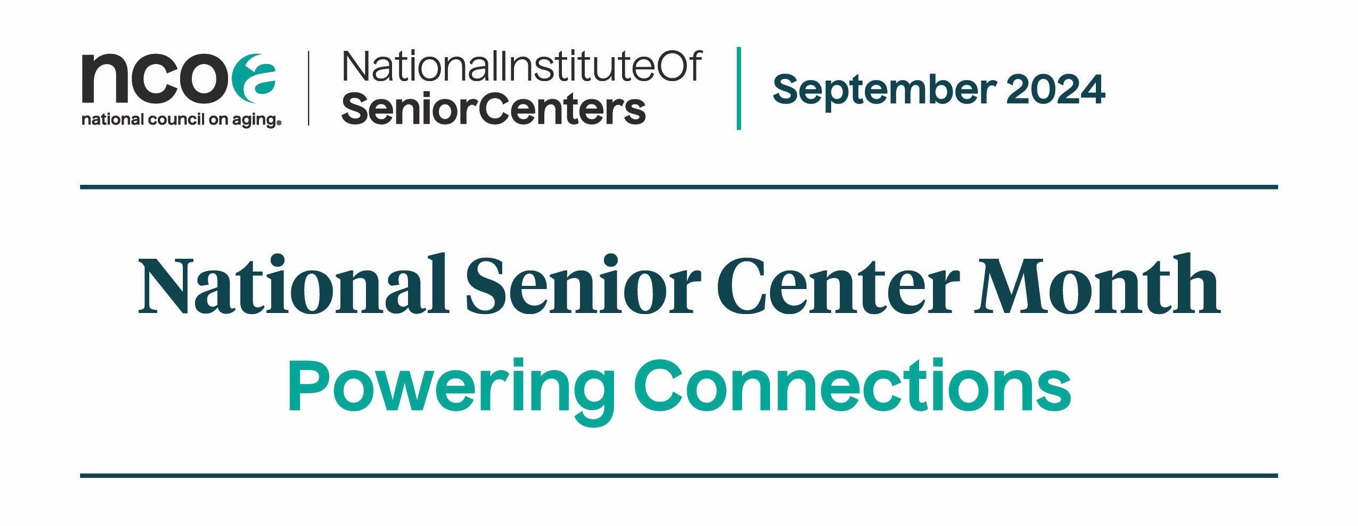 ncoa
national council on aging®
NationalInstituteOf
SeniorCenters
September 2024
National Senior Center Month
Powering Connections